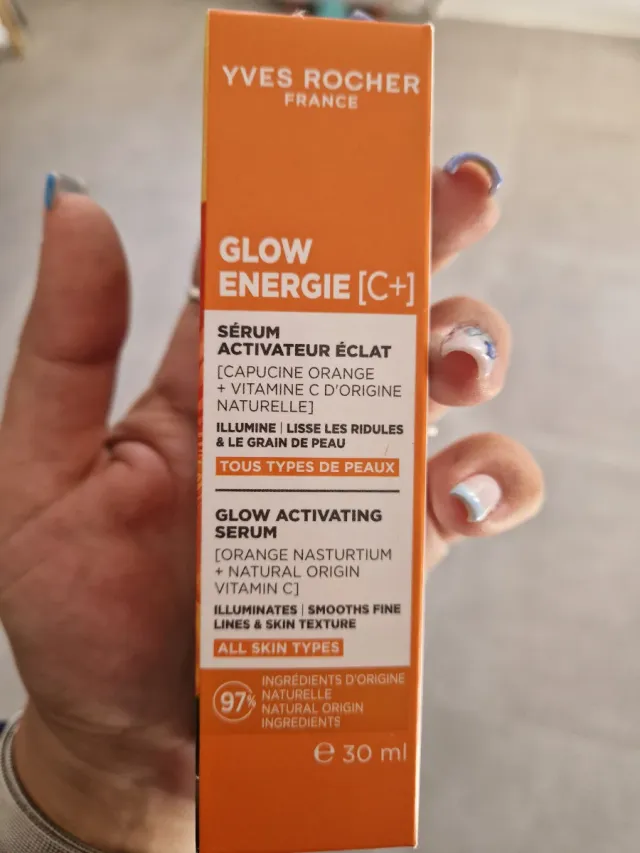 YVES ROCHER
FRANCE
GLOW
ENERGIE [C+]
SÉRUM
ACTIVATEUR ÉCLAT
[CAPUCINE ORANGE
+ VITAMINE C D'ORIGINE
NATURELLE]
ILLUMINE | LISSE LES RIDULES
& LE GRAIN DE PEAU
TOUS TYPES DE PEAUX
GLOW ACTIVATING
SERUM
[ORANGE NASTURTIUM
+ NATURAL ORIGIN
VITAMIN C]
ILLUMINATES | SMOOTHS FINE
LINES & SKIN TEXTURE
ALL SKIN TYPES
97%
INGRÉDIENTS D'ORIGINE
NATURELLE
NATURAL ORIGIN
INGREDIENTS
℮ 30 ml